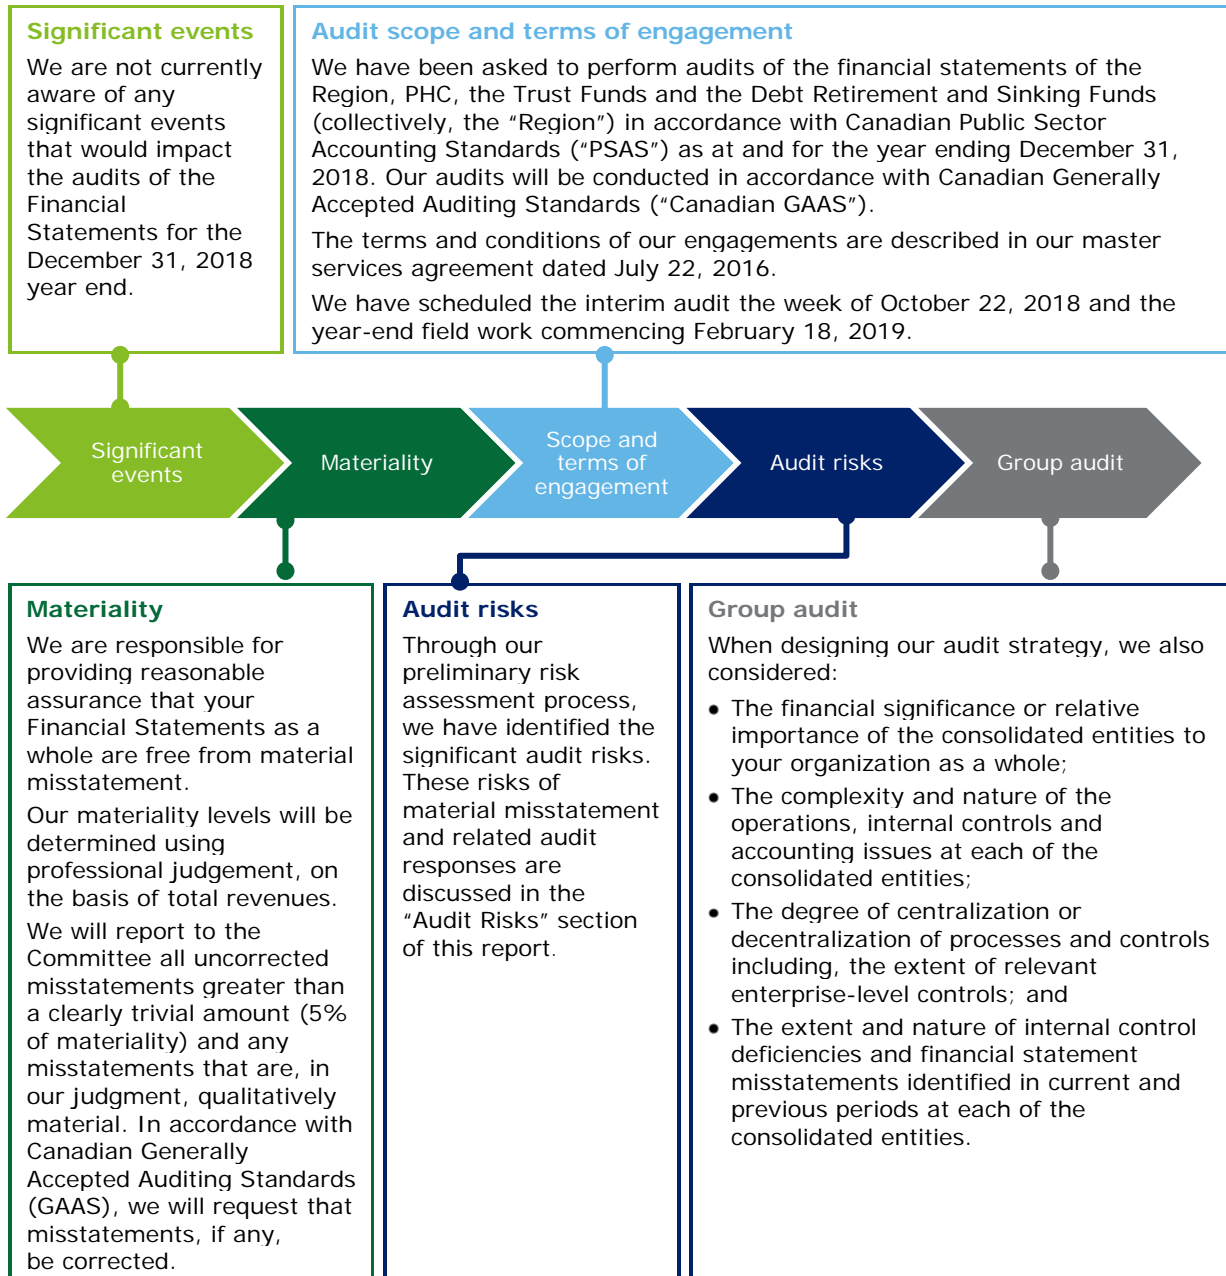 Significant events
We are not currently
aware of any
significant events
that would impact
the audits of the
Financial
Statements for the
December 31, 2018
year end.
Audit scope and terms of engagement
We have been asked to perform audits of the financial statements of the
Region, PHC, the Trust Funds and the Debt Retirement and Sinking Funds
(collectively, the “Region”) in accordance with Canadian Public Sector
Accounting Standards (“PSAS”) as at and for the year ending December 31,
2018. Our audits will be conducted in accordance with Canadian Generally
Accepted Auditing Standards (“Canadian GAAS”).
The terms and conditions of our engagements are described in our master
services agreement dated July 22, 2016.
We have scheduled the interim audit the week of October 22, 2018 and the
year-end field work commencing February 18, 2019.
Significant
events
Materiality
Scope and
terms of
engagement
Audit risks
Group audit
Materiality
We are responsible for
providing reasonable
assurance that your
Financial Statements as a
whole are free from material
misstatement.
Our materiality levels will be
determined using
professional judgement, on
the basis of total revenues.
We will report to the
Committee all uncorrected
misstatements greater than
a clearly trivial amount (5%
of materiality) and any
misstatements that are, in
our judgment, qualitatively
material. In accordance with
Canadian Generally
Accepted Auditing Standards
(GAAS), we will request that
misstatements, if any,
be corrected.
Audit risks
Through our
preliminary risk
assessment process,
we have identified the
significant audit risks.
These risks of
material misstatement
and related audit
responses are
discussed in the
“Audit Risks” section
of this report.
Group audit
When designing our audit strategy, we also
considered:
• The financial significance or relative
importance of the consolidated entities to
your organization as a whole;
• The complexity and nature of the
operations, internal controls and
accounting issues at each of the
consolidated entities;
• The degree of centralization or
decentralization of processes and controls
including, the extent of relevant
enterprise-level controls; and
• The extent and nature of internal control
deficiencies and financial statement
misstatements identified in current and
previous periods at each of the
consolidated entities.